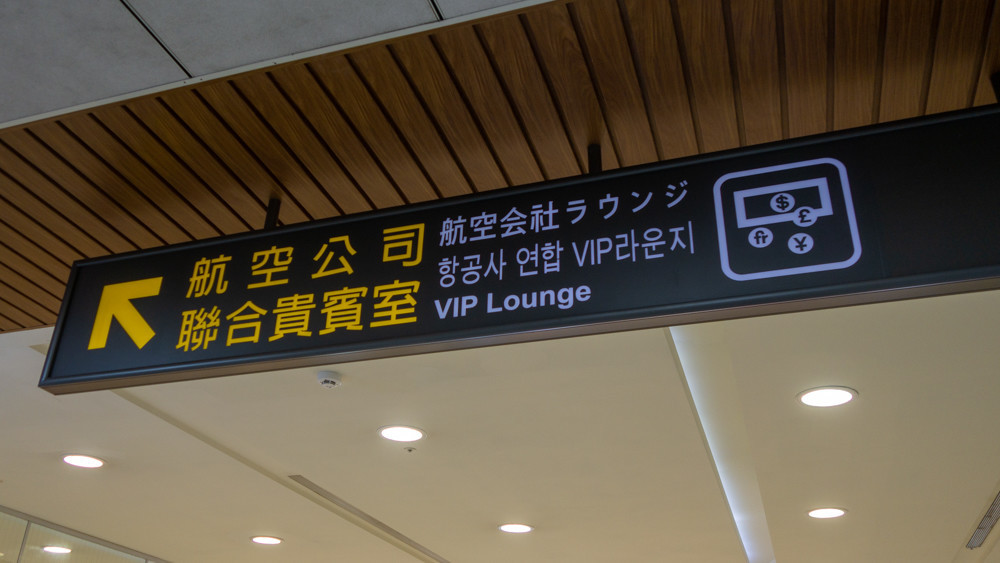 航空公司
聯合貴賓室
航空会社ラウンジ
항공사 연합 VIP라운지
VIP Lounge
$
£
¥